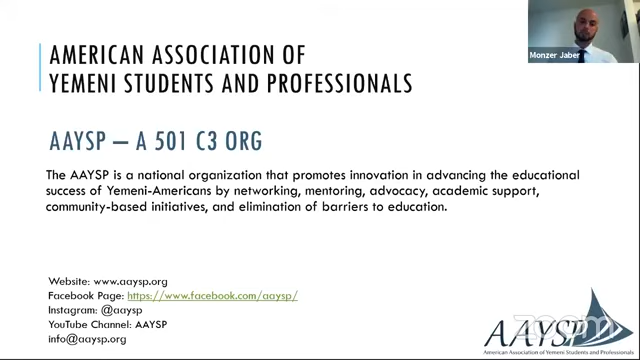 AMERICAN ASSOCIATION OF
YEMENI STUDENTS AND PROFESSIONALS
Monzer Jaber
AAYSP – A 501 C3 ORG
The AAYSP is a national organization that promotes innovation in advancing the educational
success of Yemeni-Americans by networking, mentoring, advocacy, academic support,
community-based initiatives, and elimination of barriers to education.
Website: www.aaysp.org
Facebook Page: https://www.facebook.com/aaysp/
Instagram: @aaysp
YouTube Channel: AAYSP
info@aaysp.org
AAYSP
zoom
American Association of Yemeni Students and Professionals